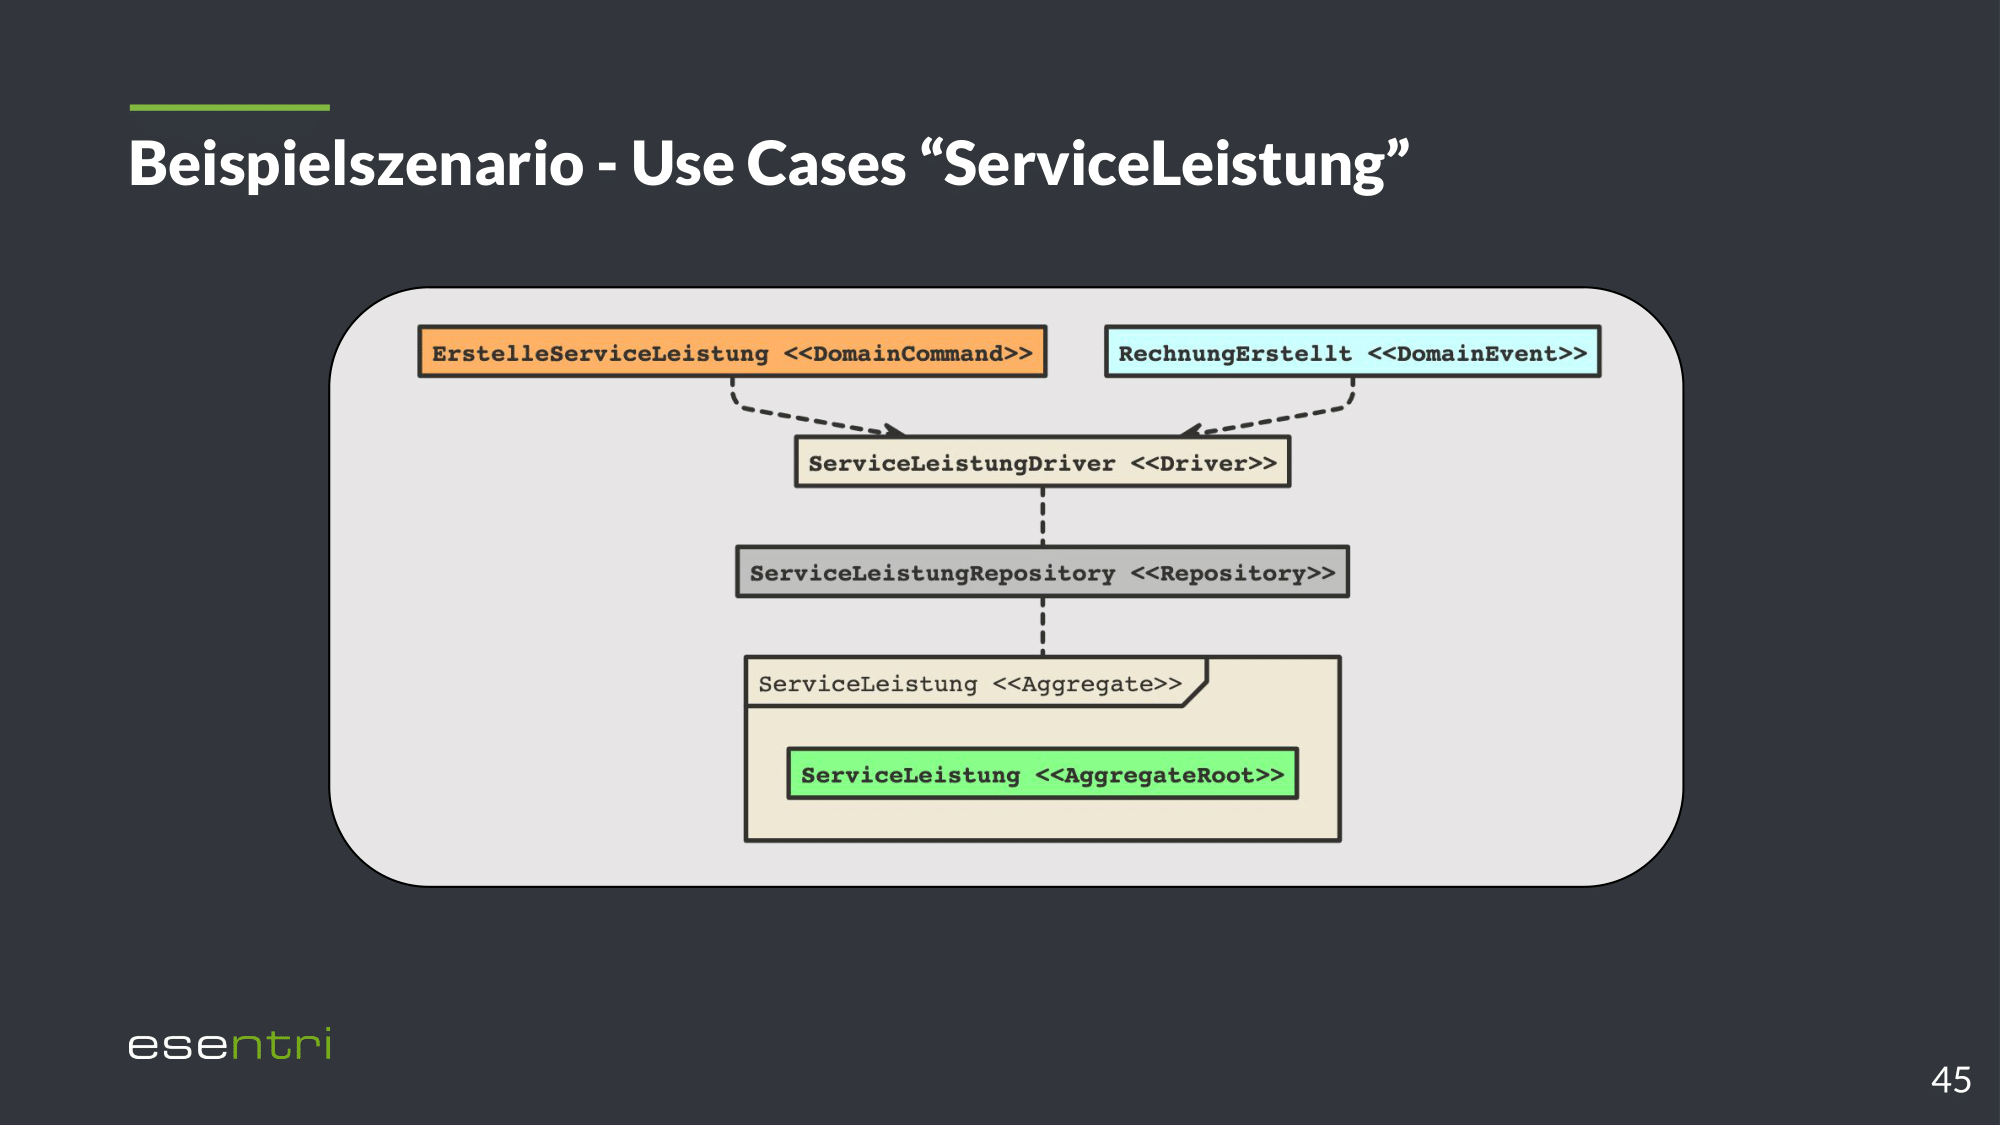 Beispielszenario - Use Cases “ServiceLeistung”
ErstelleServiceLeistung <<DomainCommand>>
RechnungErstellt <<DomainEvent>>
ServiceLeistungDriver <<Driver>>
ServiceLeistungRepository <<Repository>>
ServiceLeistung <<Aggregate>>
ServiceLeistung <<AggregateRoot>>
esentri
45